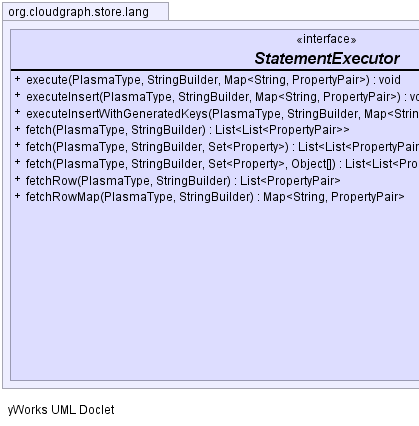 org.cloudgraph.store.lang
«interface»
StatementExecutor
+ execute(PlasmaType, StringBuilder, Map<String, PropertyPair>) : void
+ executeInsert(PlasmaType, StringBuilder, Map<String, PropertyPair>) : vo
+ executeInsertWithGeneratedKeys(PlasmaType, StringBuilder, Map<Strin
+ fetch(PlasmaType, StringBuilder) : List<List<PropertyPair>>
+ fetch(PlasmaType, StringBuilder, Set<Property>) : List<List<PropertyPair
+ fetch(PlasmaType, StringBuilder, Set<Property>, Object[]) : List<List<Pro
+ fetchRow(PlasmaType, StringBuilder) : List<PropertyPair>
+ fetchRowMap(PlasmaType, StringBuilder) : Map<String, PropertyPair>
yWorks UML Doclet